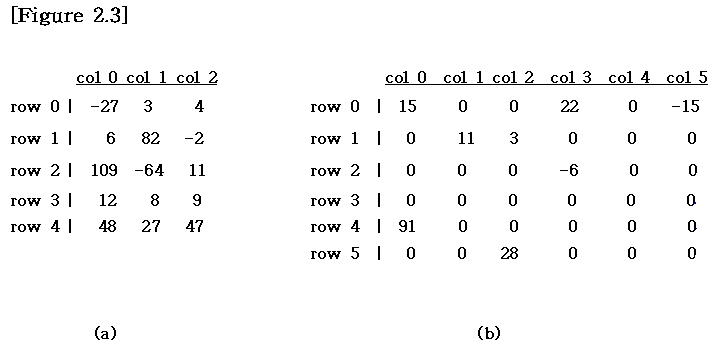 [Figure 2.3]
col 0 col 1 col 2
row 0 | -27 3 4
row 1 | 6 82 -2
row 2 | 109 -64 11
row 3 | 12 8 9
row 4 | 48 27 47
(a)
col 0 col 1 col 2 col 3 col 4 col 5
row 0 | 15 0 0 22 0 -15
row 1 | 0 11 3 0 0 0
row 2 | 0 0 0 -6 0 0
row 3 | 0 0 0 0 0 0
row 4 | 91 0 0 0 0 0
row 5 | 0 0 28 0 0 0
(b)